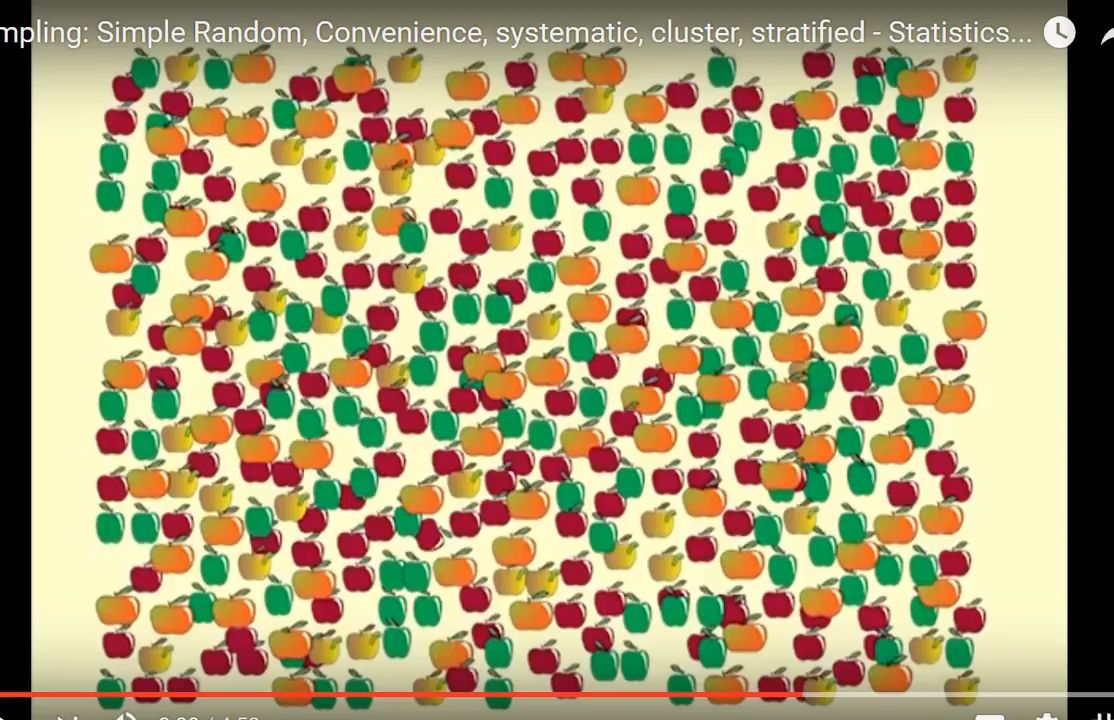 mpling: Simple Random, Convenience, systematic, cluster, stratified - Statistics...